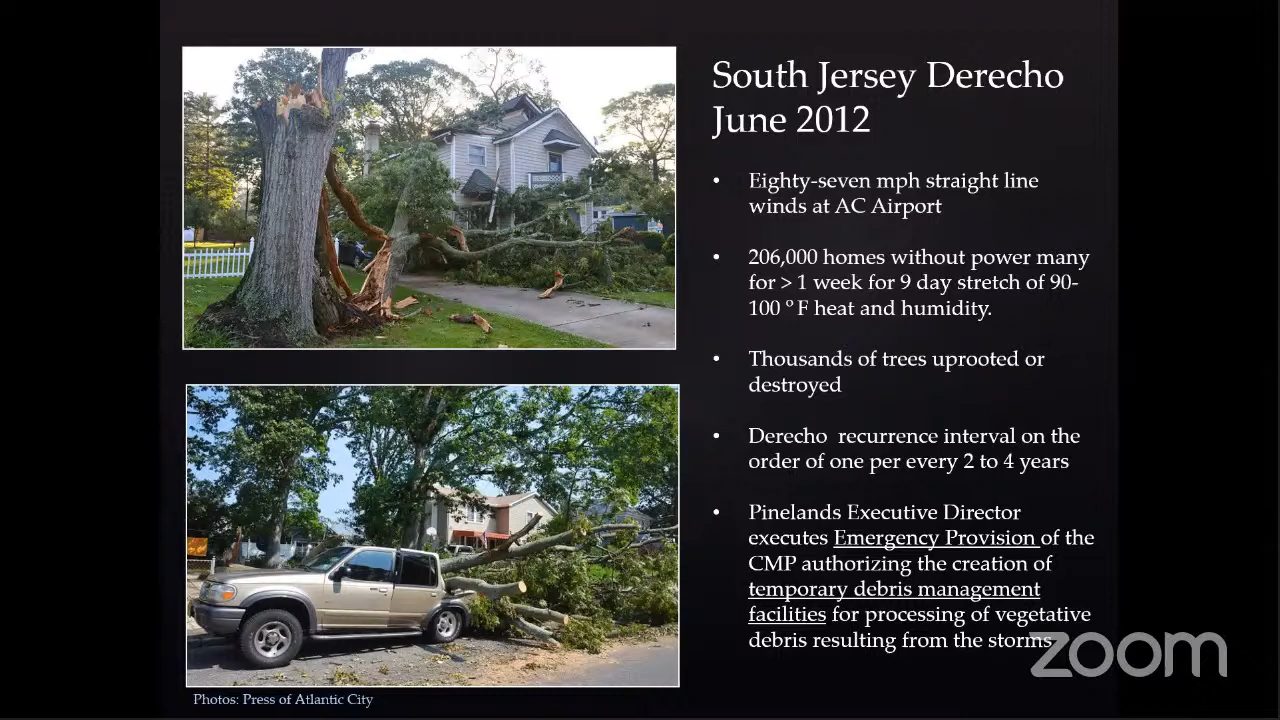 South Jersey Derecho
June 2012
• Eighty-seven mph straight line
winds at AC Airport
• 206,000 homes without power many
for > 1 week for 9 day stretch of 90-
100 º F heat and humidity.
• Thousands of trees uprooted or
destroyed
• Derecho recurrence interval on the
order of one per every 2 to 4 years
• Pinelands Executive Director
executes Emergency Provision of the
CMP authorizing the creation of
temporary debris management
facilities for processing of vegetative
debris resulting from the storms.
Photos: Press of Atlantic City
zoom